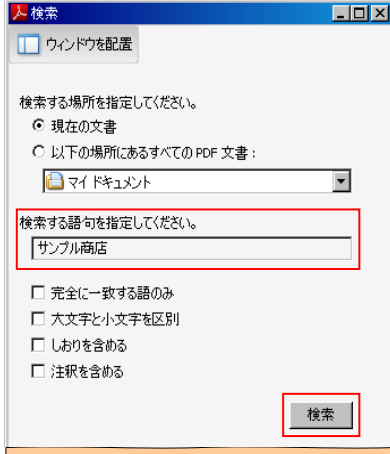 検索
ウィンドウを配置
検索する場所を指定してください。
現在の文書
以下の場所にあるすべての PDF 文書 :
マイ ドキュメント
検索する語句を指定してください。
サンプル商店
完全に一致する語のみ
大文字と小文字を区別
しおりを含める
注釈を含める
検索